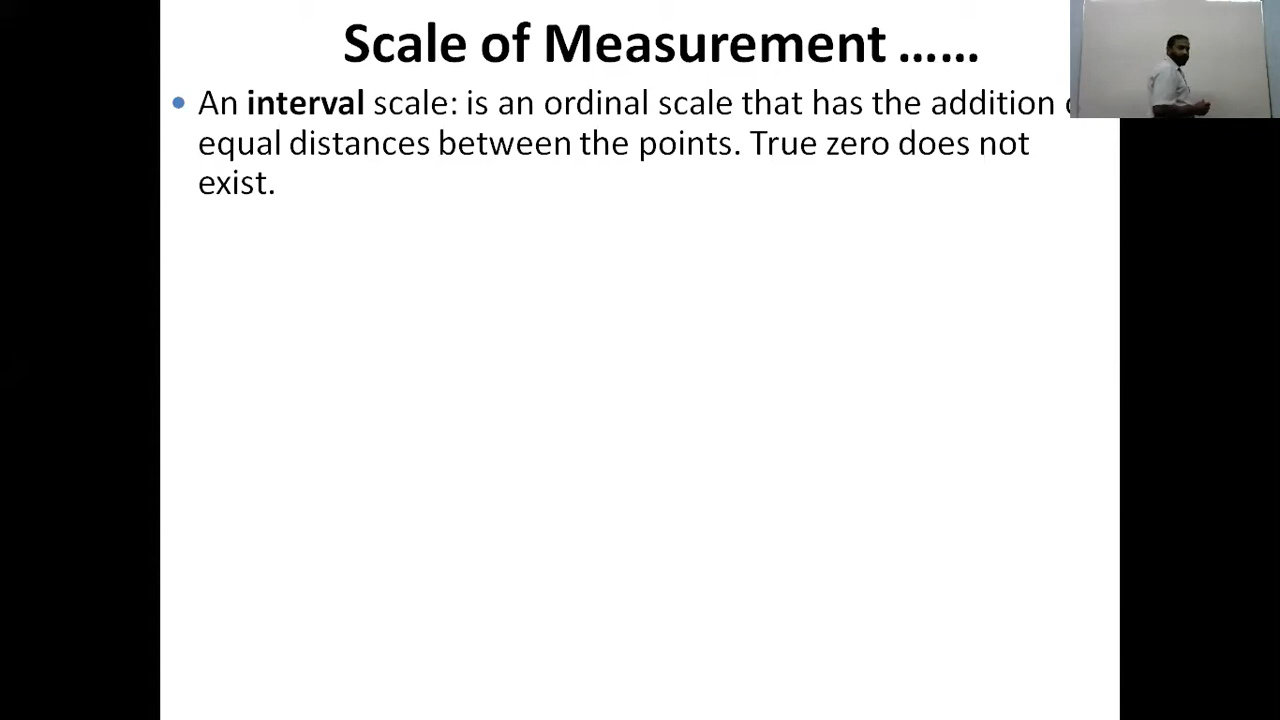 Scale of Measurement ……
• An interval scale: is an ordinal scale that has the addition
equal distances between the points. True zero does not
exist.